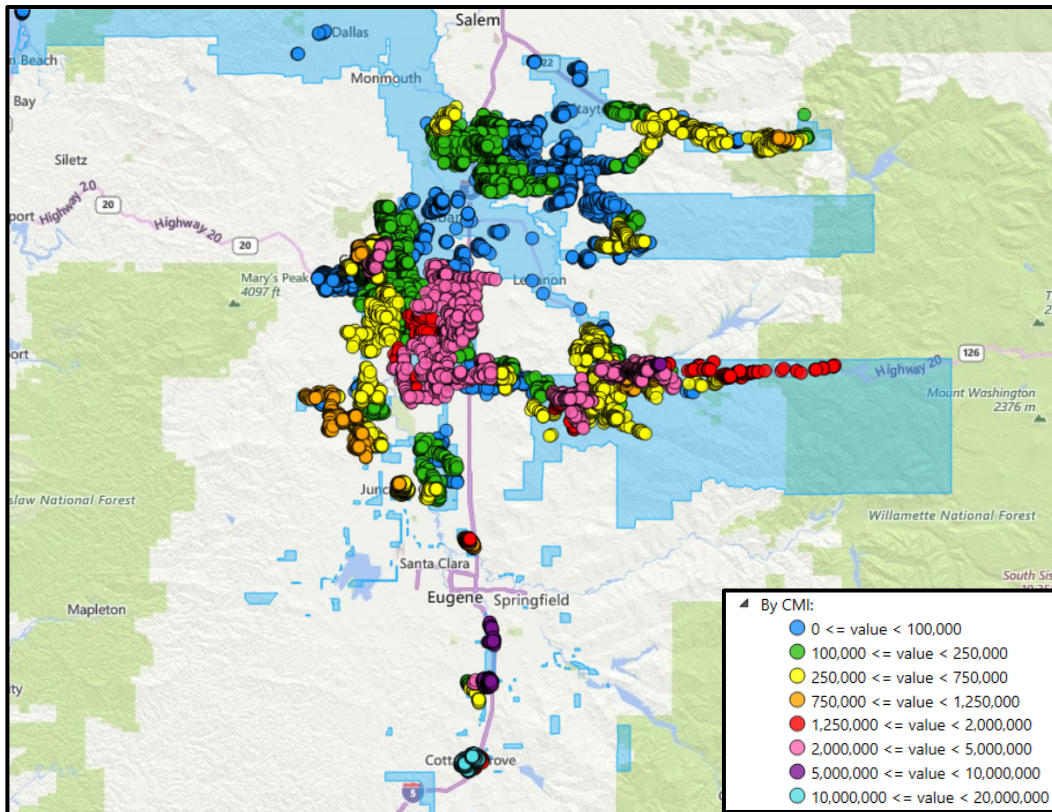 Salem
Dallas
22
Beach
Monmouth
Bay
Siletz
Highway 20
20
Highway 20
20
Mary's Peak
4097 ft
Lebanon
126
Highway 20
Mount Washington
2376 m
Willamette National Forest
Santa Clara
Eugene
Springfield
South Sis
Mapleton
5
By CMI:
0 <= value < 100,000
100,000 <= value < 250,000
250,000 <= value < 750,000
750,000 <= value < 1,250,000
1,250,000 <= value < 2,000,000
2,000,000 <= value < 5,000,000
5,000,000 <= value < 10,000,000
10,000,000 <= value < 20,000,000